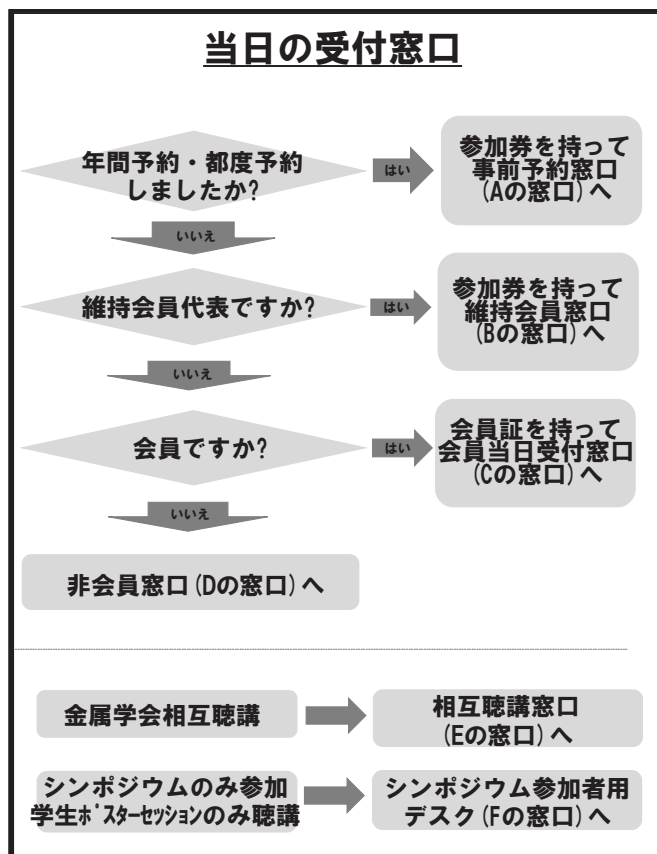 当日の受付窓口
年間予約・都度予約
しましたか?
はい
参加券を持って
事前予約窓口
(Aの窓口)へ
いいえ
維持会員代表ですか?
はい
参加券を持って
維持会員窓口
(Bの窓口)へ
いいえ
会員ですか?
はい
会員証を持って
会員当日受付窓口
(Cの窓口)へ
いいえ
非会員窓口(Dの窓口)へ
金属学会相互聴講
相互聴講窓口
(Eの窓口)へ
シンポジウムのみ参加
学生ポスターセッションのみ聴講
シンポジウム参加者用
デスク(Fの窓口)へ